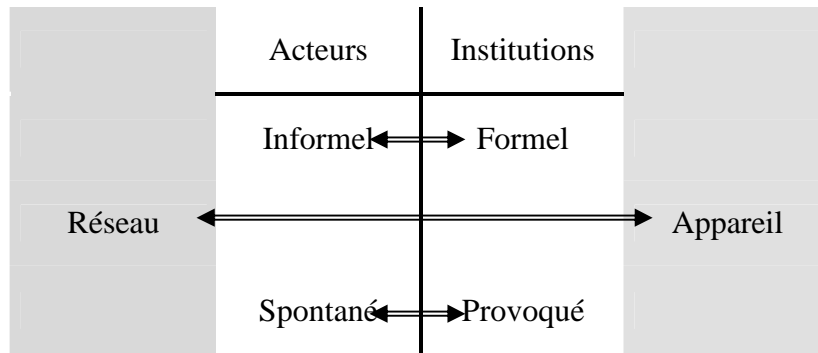 Acteurs Institutions
Informel Formel
Réseau Appareil
Spontané Provoqué